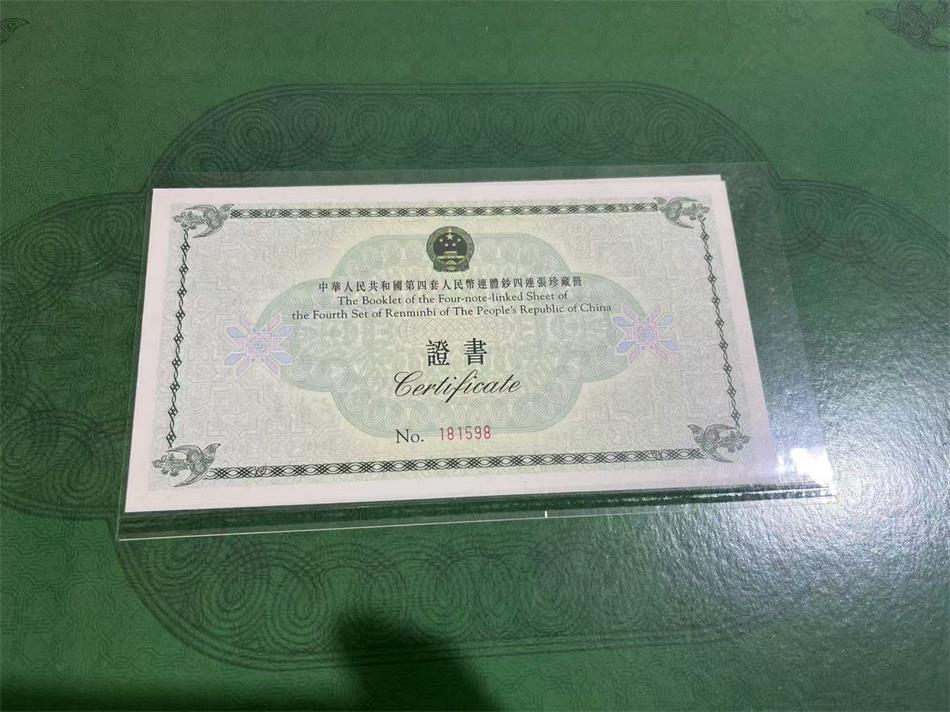 中華人民共和國第四套人民幣連體鈔四連張珍藏冊
The Booklet of the Four-note-linked Sheet of
the Fourth Set of Renminbi of The People's Republic of China
證書
Certificate
No. 181598